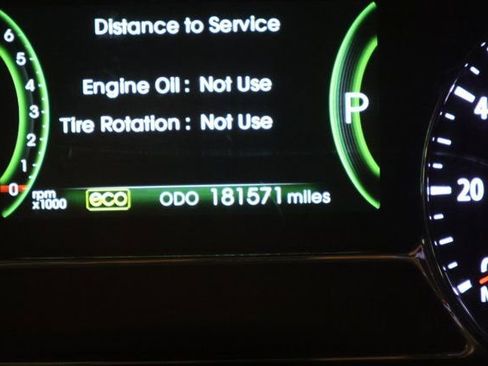 Distance to Service
Engine Oil : Not Use
Tire Rotation : Not Use
6
5
4
3
2
1
0
rpm
x1000
P
eco
ODO 181571 miles
20